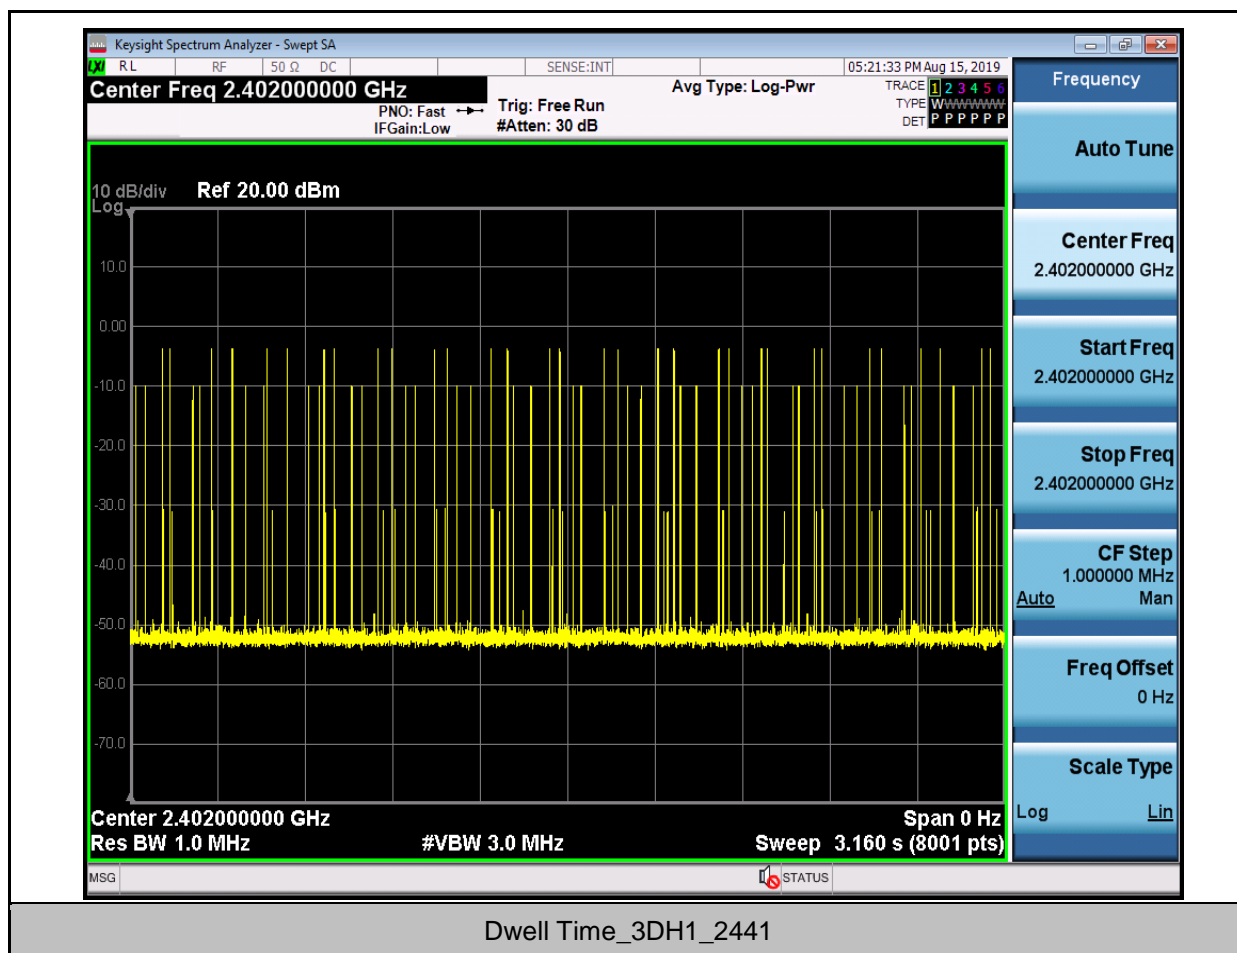 Keysight Spectrum Analyzer - Swept SA
LXI RL RF 50 Ω DC SENSE:INT 05:21:33 PM Aug 15, 2019
Center Freq 2.402000000 GHz
PNO: Fast
IFGain:Low
Trig: Free Run
#Atten: 30 dB
Avg Type: Log-Pwr
TRACE 1 2 3 4 5 6
TYPE WWWWWW
DET P P P P P P
10 dB/div Ref 20.00 dBm
Log
10.0
0.00
-10.0
-20.0
-30.0
-40.0
-50.0
-60.0
-70.0
Center 2.402000000 GHz Span 0 Hz
Res BW 1.0 MHz #VBW 3.0 MHz Sweep 3.160 s (8001 pts)
MSG STATUS
Frequency
Auto Tune
Center Freq
2.402000000 GHz
Start Freq
2.402000000 GHz
Stop Freq
2.402000000 GHz
CF Step
1.000000 MHz
Auto Man
Freq Offset
0 Hz
Scale Type
Log Lin
Dwell Time_3DH1_2441